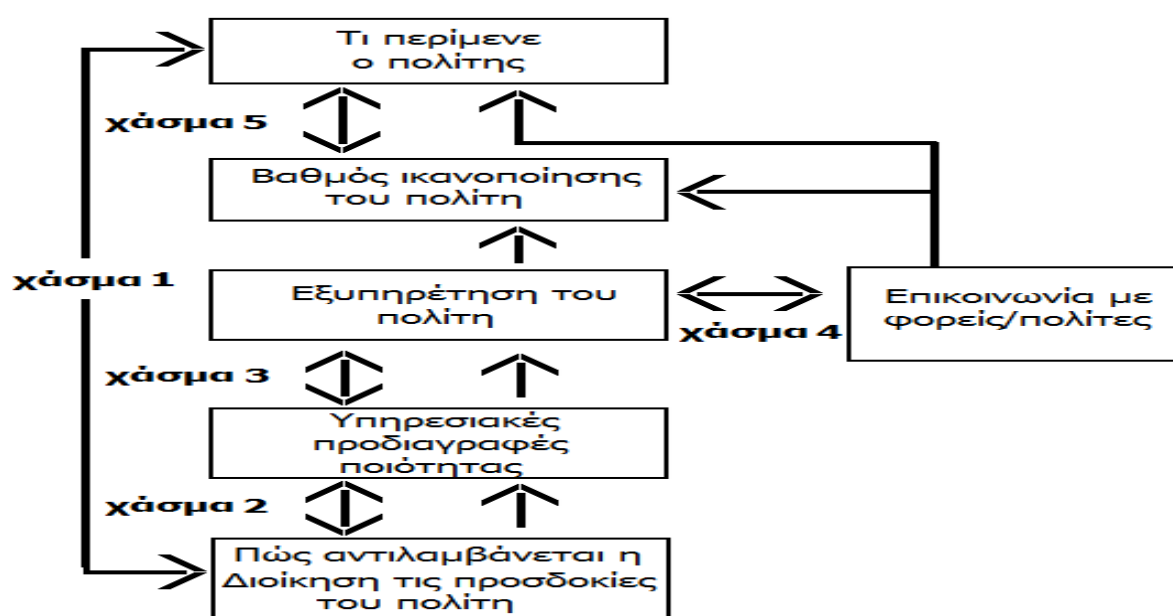 Τι περίμενε
ο πολίτης
χάσμα 5
Βαθμός ικανοποίησης
του πολίτη
χάσμα 1
Εξυπηρέτηση του
πολίτη
χάσμα 4
Επικοινωνία με
φορείς/πολίτες
χάσμα 3
Υπηρεσιακές
προδιαγραφές
ποιότητας
χάσμα 2
Πώς αντιλαμβάνεται η
Διοίκηση τις προσδοκίες
του πολίτη